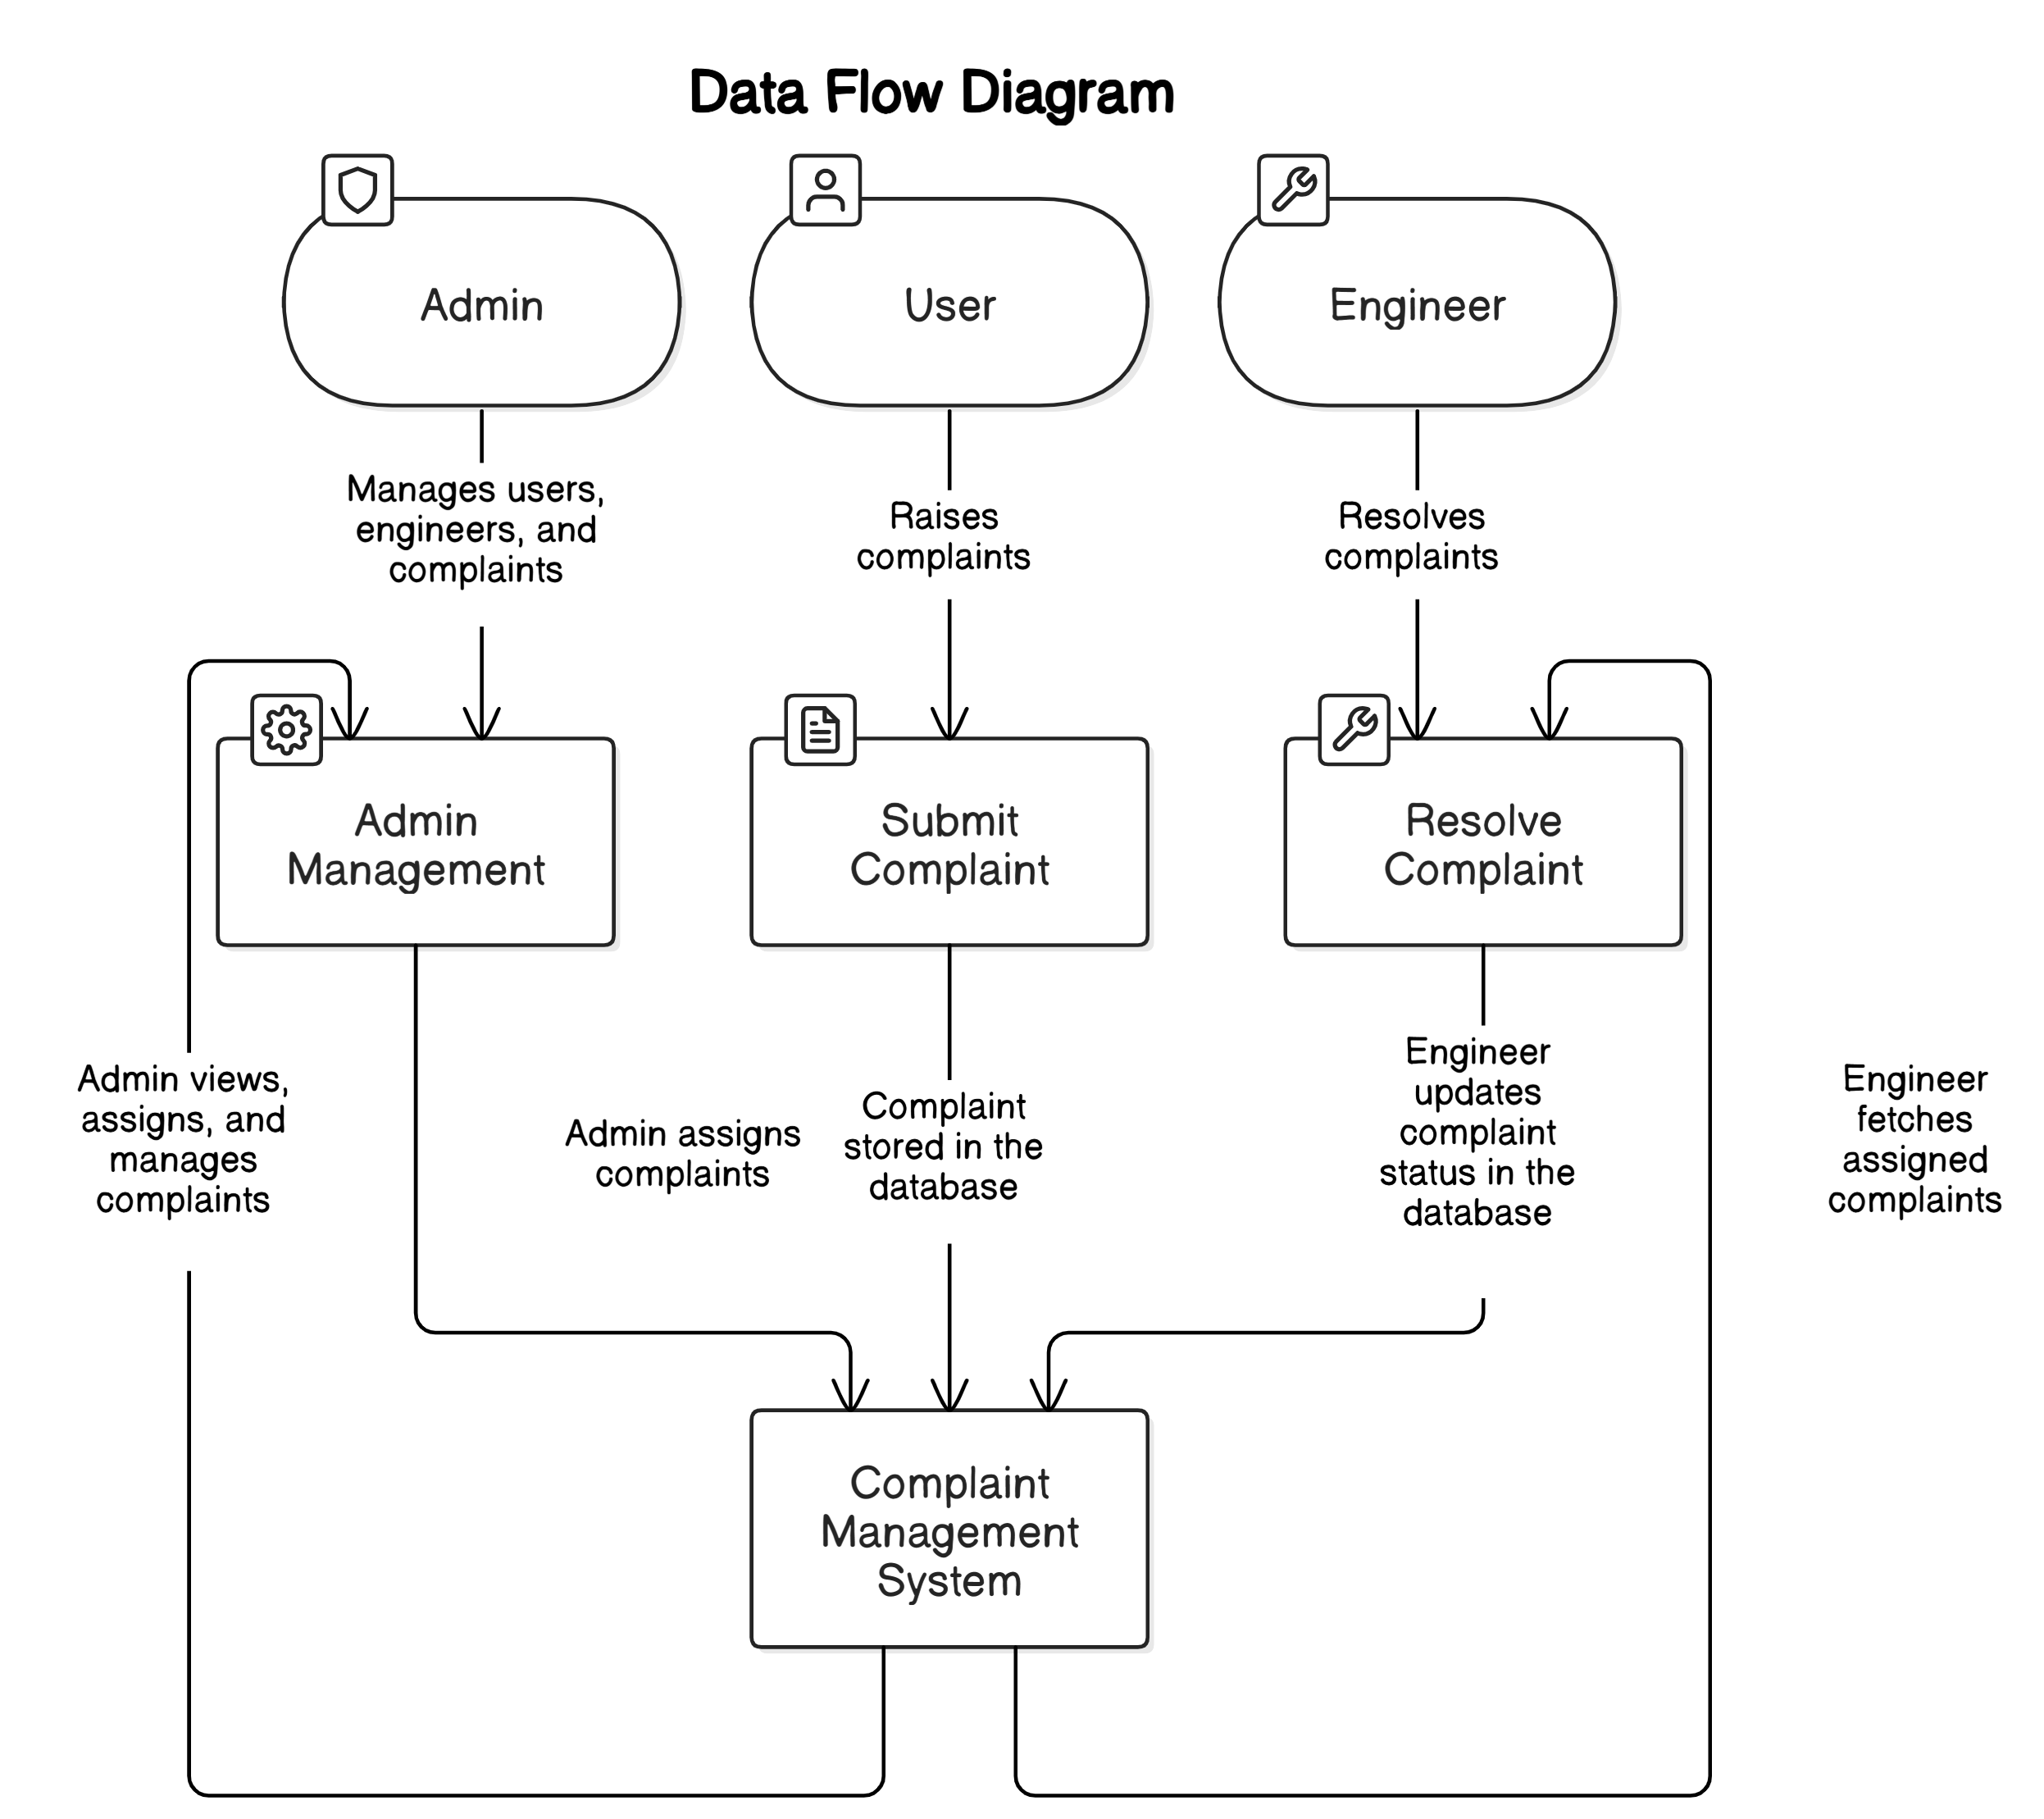 Data Flow Diagram
Admin
User
Engineer
Manages users,
engineers, and
complaints
Raises
complaints
Resolves
complaints
Admin
Management
Submit
Complaint
Resolve
Complaint
Admin views,
assigns, and
manages
complaints
Admin assigns
complaints
Complaint
stored in the
database
Engineer
updates
complaint
status in the
database
Engineer
fetches
assigned
complaints
Complaint
Management
System